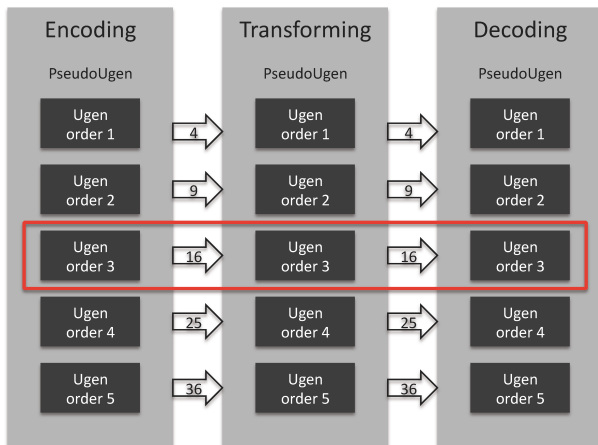 Encoding Transforming Decoding
PseudoUgen PseudoUgen PseudoUgen
Ugen Ugen Ugen
order 1 4 order 1 4 order 1
Ugen Ugen Ugen
order 2 9 order 2 9 order 2
Ugen Ugen Ugen
order 3 16 order 3 16 order 3
Ugen Ugen Ugen
order 4 25 order 4 25 order 4
Ugen Ugen Ugen
order 5 36 order 5 36 order 5